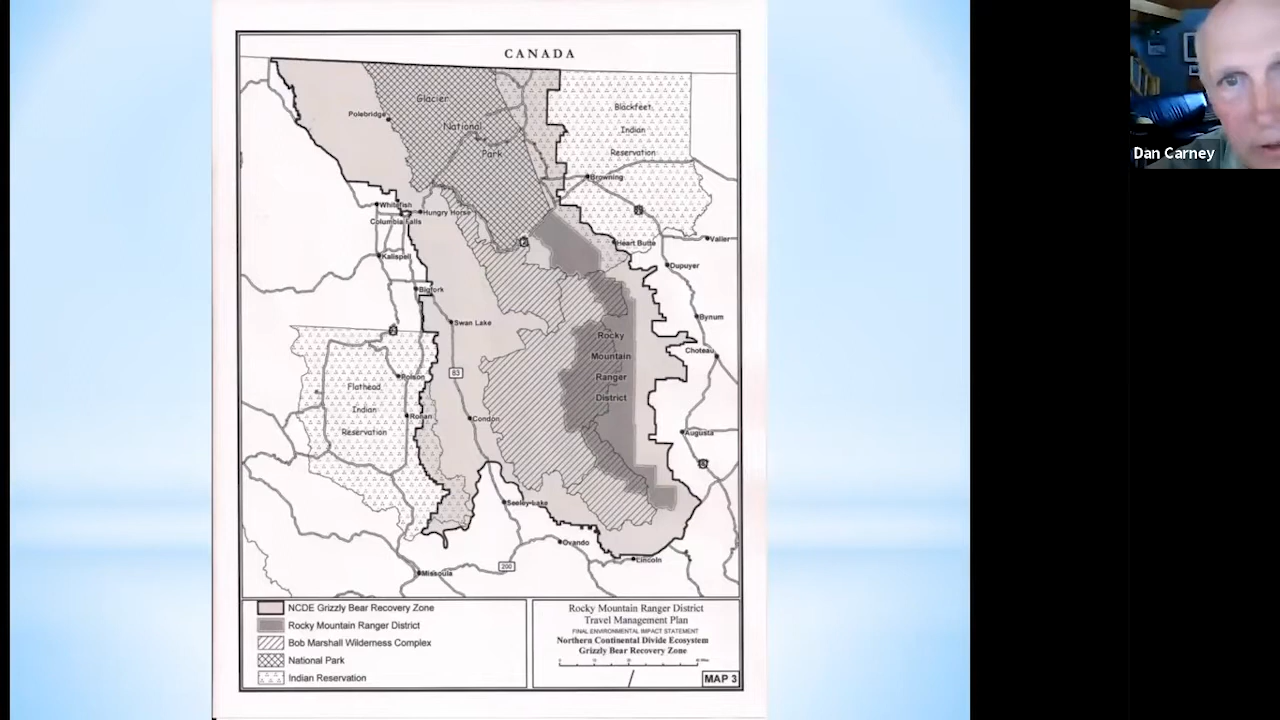 CANADA
Glacier
National
Park
Polebridge
Blackfeet
Indian
Reservation
Browning
Whitefish
Hungry Horse
Columbia Falls
Heart Butte
Valier
Kalispell
Dupuyer
Bigfork
Bynum
Swan Lake
Rocky
Mountain
Ranger
District
Choteau
83
Polson
Flathead
Indian
Reservation
Ronan
Condon
Augusta
Seeley Lake
Ovando
Lincoln
200
Missoula
NCDE Grizzly Bear Recovery Zone
Rocky Mountain Ranger District
Bob Marshall Wilderness Complex
National Park
Indian Reservation
Rocky Mountain Ranger District
Travel Management Plan
FINAL ENVIRONMENTAL IMPACT STATEMENT
Northern Continental Divide Ecosystem
Grizzly Bear Recovery Zone
MAP 3
Dan Carney